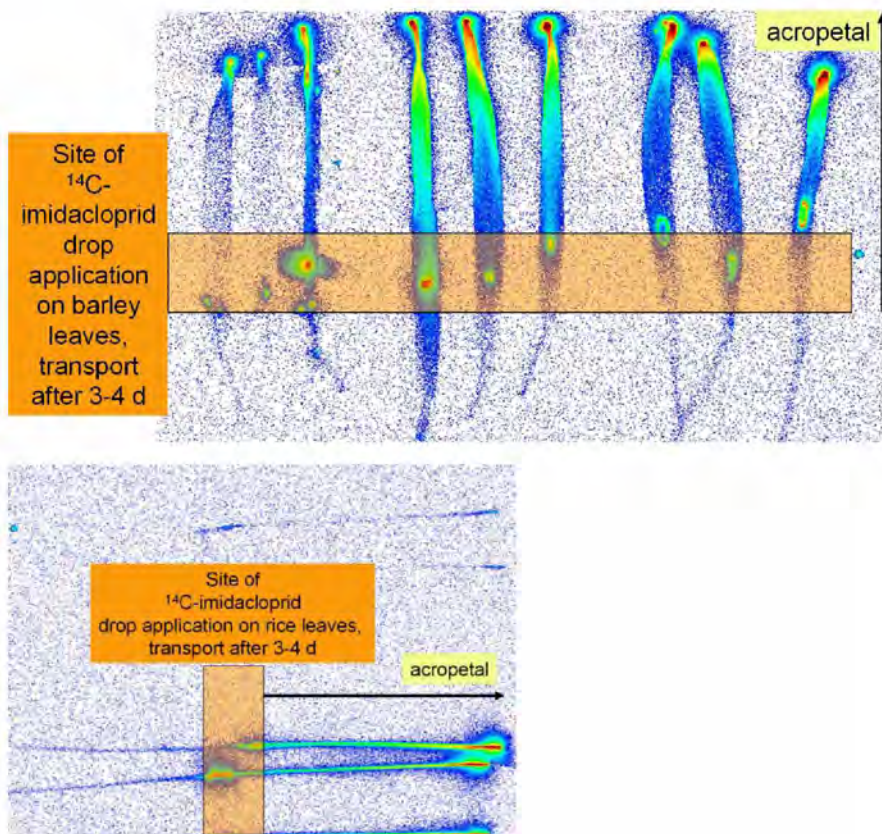 acropetal
Site of
¹⁴C-
imidacloprid
drop
application
on barley
leaves,
transport
after 3-4 d
Site of
¹⁴C-imidacloprid
drop application on rice leaves,
transport after 3-4 d
acropetal